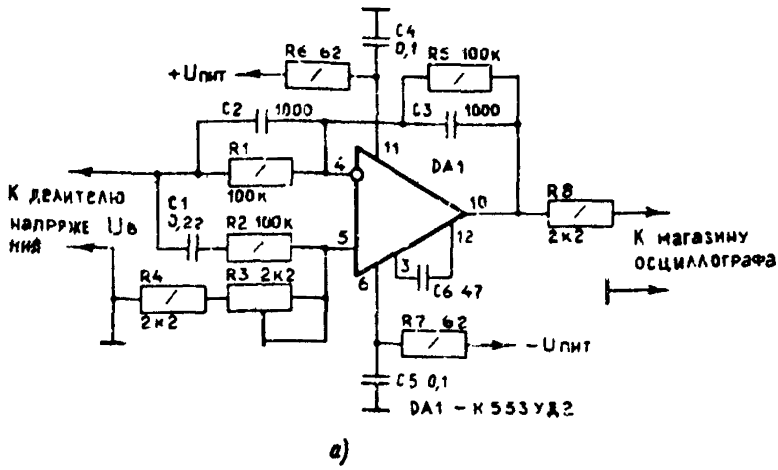 C4
0,1
R6 62
R5 100к
+Uпит
C2 1000
C3 1000
R1
100к
4
11
DA1
10
К делителю
напряже Uв
ния
C1
0,22
R2 100к
5
12
R8
2к2
К магазину
осциллографа
R4
2к2
R3 2к2
6
3
C6 47
R7 62
-Uпит
C5 0,1
DA1 – К553УД2
а)